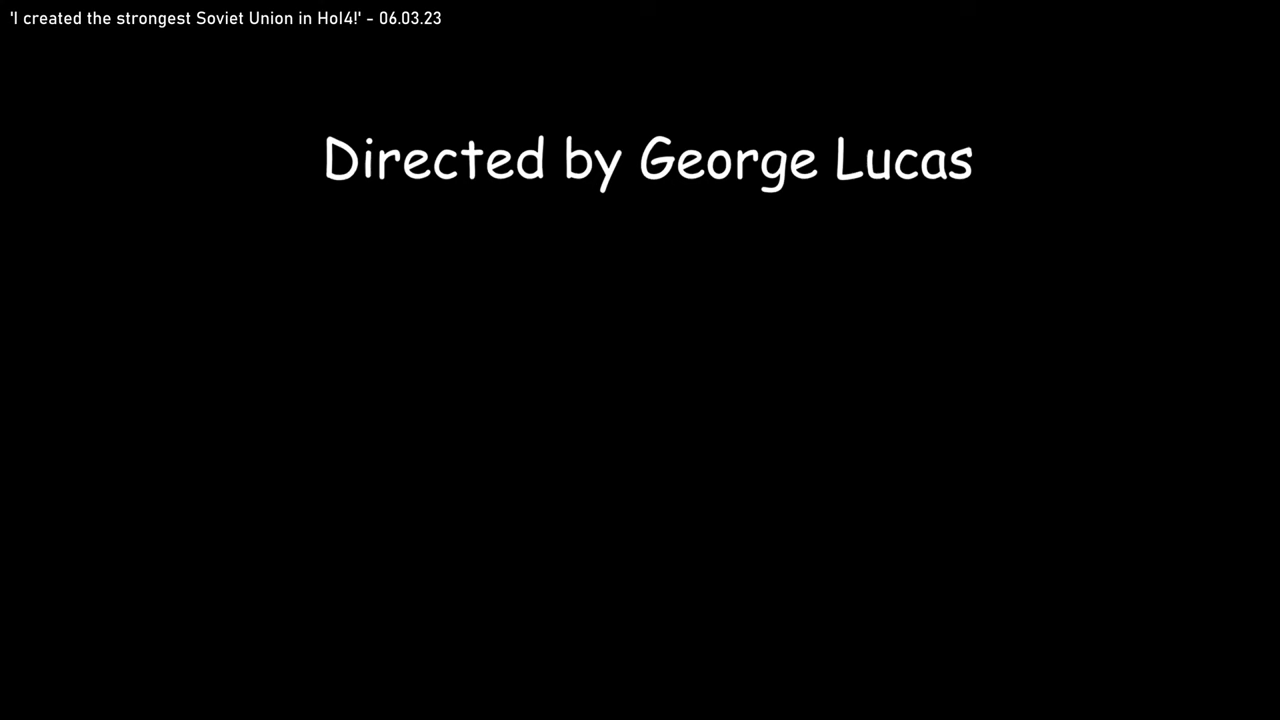 'I created the strongest Soviet Union in HoI4!' - 06.03.23
Directed by George Lucas